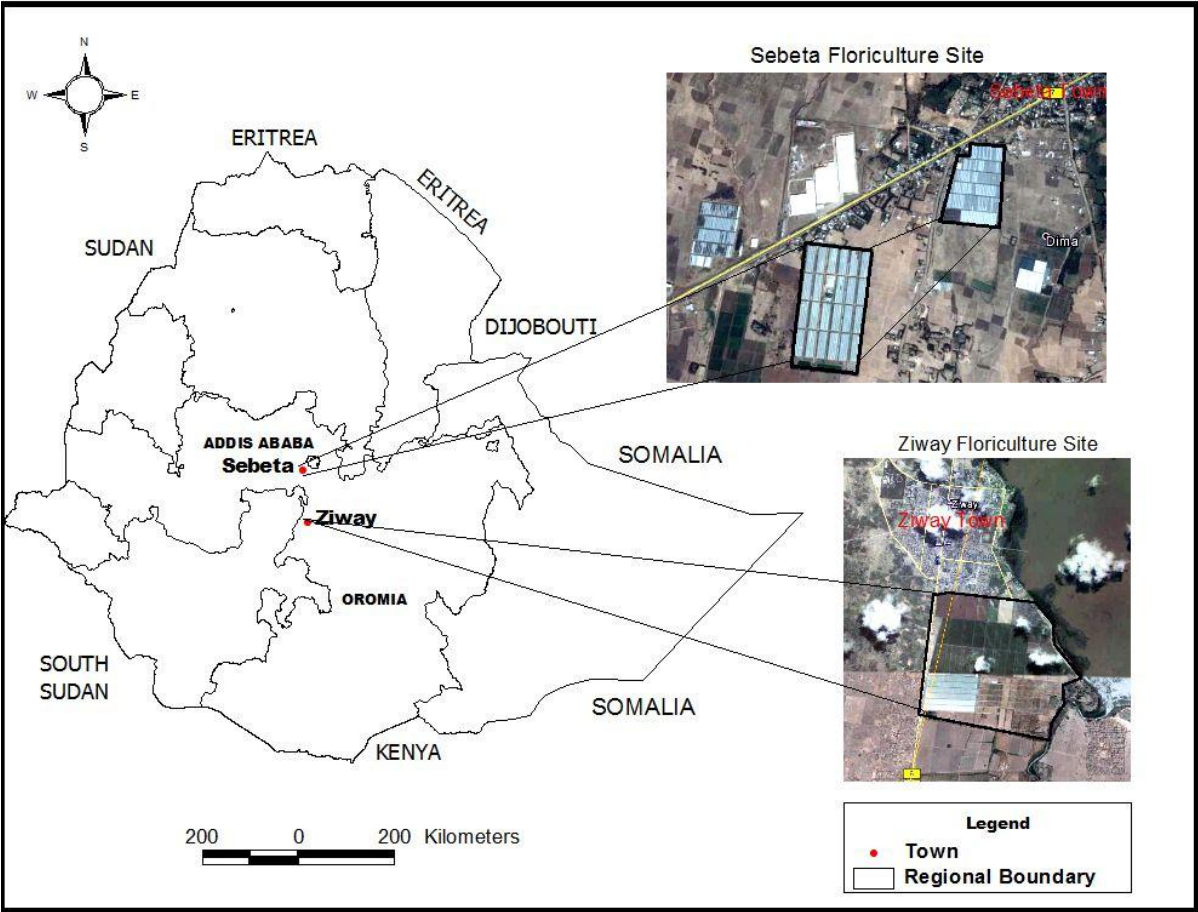 N
W E
S
Sebeta Floriculture Site
Sebeta Town
Dima
ERITREA
ERITREA
SUDAN
DIJOBOUTI
ADDIS ABABA
Sebeta
SOMALIA
Ziway
Ziway Floriculture Site
Ziway
Ziway Town
OROMIA
SOUTH
SUDAN
SOMALIA
KENYA
200 0 200 Kilometers
Legend
Town
Regional Boundary